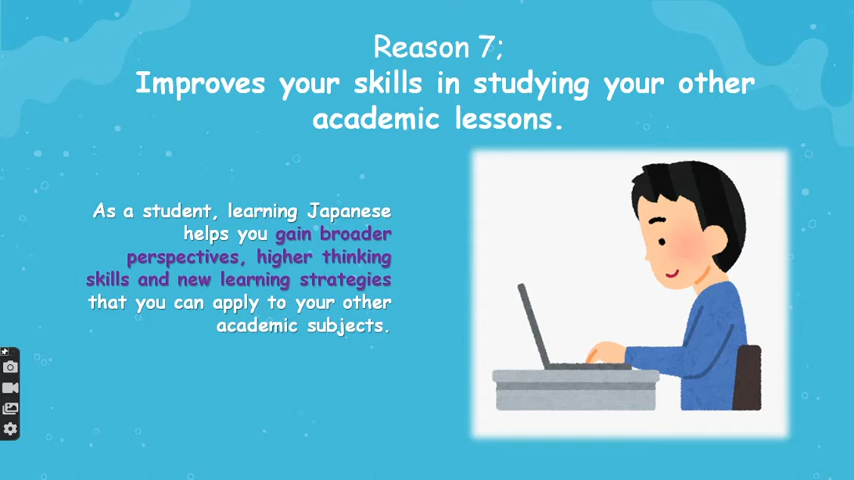 Reason 7;
Improves your skills in studying your other
academic lessons.
As a student, learning Japanese
helps you gain broader
perspectives, higher thinking
skills and new learning strategies
that you can apply to your other
academic subjects.